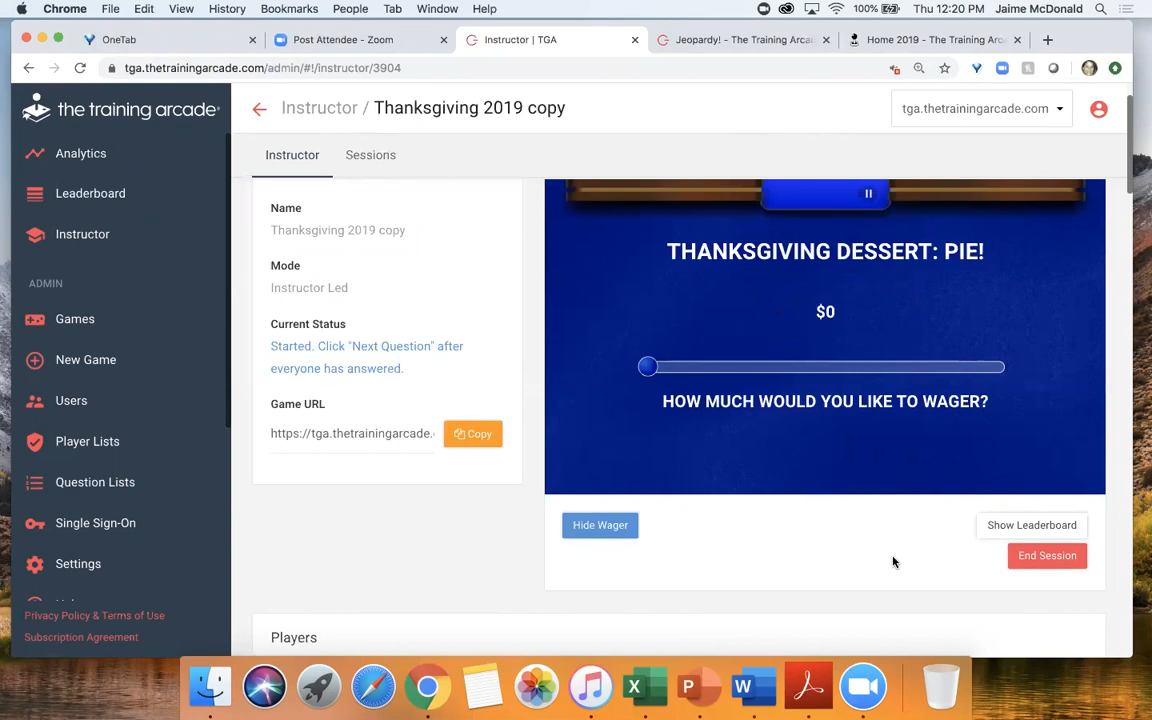 Chrome File Edit View History Bookmarks People Tab Window Help 100% Thu 12:20 PM Jaime McDonald
OneTab Post Attendee - Zoom Instructor | TGA Jeopardy! - The Training Arca Home 2019 - The Training Arc
tga.thetrainingarcade.com/admin/#!/instructor/3904
the training arcade
Instructor / Thanksgiving 2019 copy
tga.thetrainingarcade.com
Instructor Sessions
Analytics
Leaderboard
Instructor
ADMIN
Games
New Game
Users
Player Lists
Question Lists
Single Sign-On
Settings
Privacy Policy & Terms of Use
Subscription Agreement
Name
Thanksgiving 2019 copy
Mode
Instructor Led
Current Status
Started. Click "Next Question" after
everyone has answered.
Game URL
https://tga.thetrainingarcade.
Copy
THANKSGIVING DESSERT: PIE!
$0
HOW MUCH WOULD YOU LIKE TO WAGER?
Hide Wager
Show Leaderboard
End Session
Players